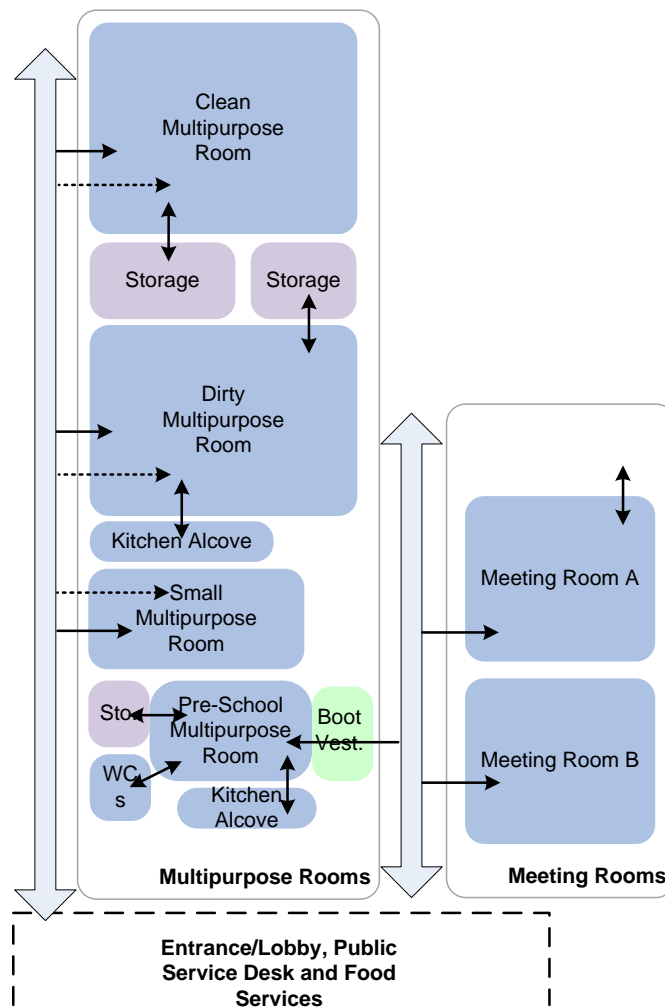 Clean
Multipurpose
Room
Storage
Storage
Dirty
Multipurpose
Room
Kitchen Alcove
Small
Multipurpose
Room
Meeting Room A
Sto.
Pre-School
Multipurpose
Room
Boot
Vest.
WC
s
Kitchen
Alcove
Meeting Room B
Multipurpose Rooms
Meeting Rooms
Entrance/Lobby, Public
Service Desk and Food
Services